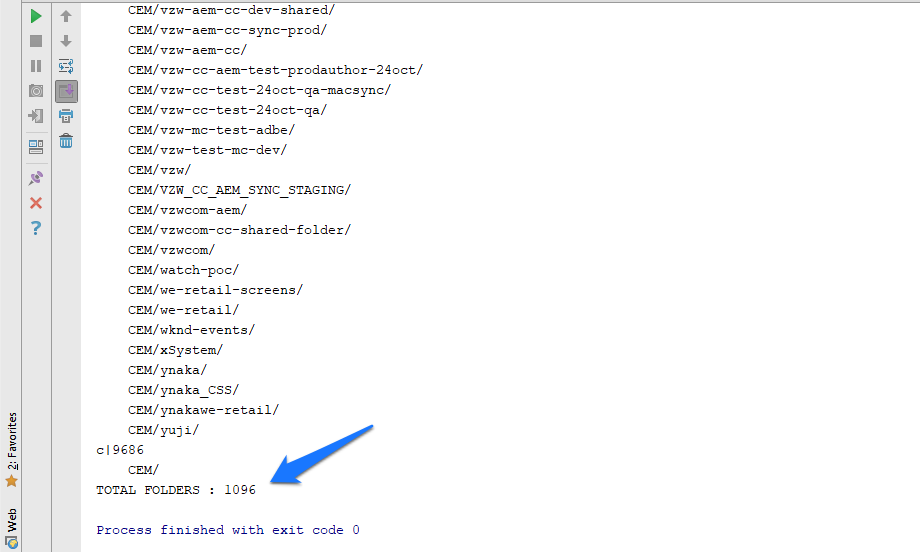 CEM/vzw-aem-cc-dev-shared/
CEM/vzw-aem-cc-sync-prod/
CEM/vzw-aem-cc/
CEM/vzw-cc-aem-test-prodauthor-24oct/
CEM/vzw-cc-test-24oct-qa-macsync/
CEM/vzw-cc-test-24oct-qa/
CEM/vzw-mc-test-adbe/
CEM/vzw-test-mc-dev/
CEM/vzw/
CEM/VZW_CC_AEM_SYNC_STAGING/
CEM/vzwcom-aem/
CEM/vzwcom-cc-shared-folder/
CEM/vzwcom/
CEM/watch-poc/
CEM/we-retail-screens/
CEM/we-retail/
CEM/wknd-events/
CEM/xSystem/
CEM/ynaka/
CEM/ynaka_CSS/
CEM/ynakawe-retail/
CEM/yuji/
c|9686
CEM/
TOTAL FOLDERS : 1096
Process finished with exit code 0
2: Favorites
Web